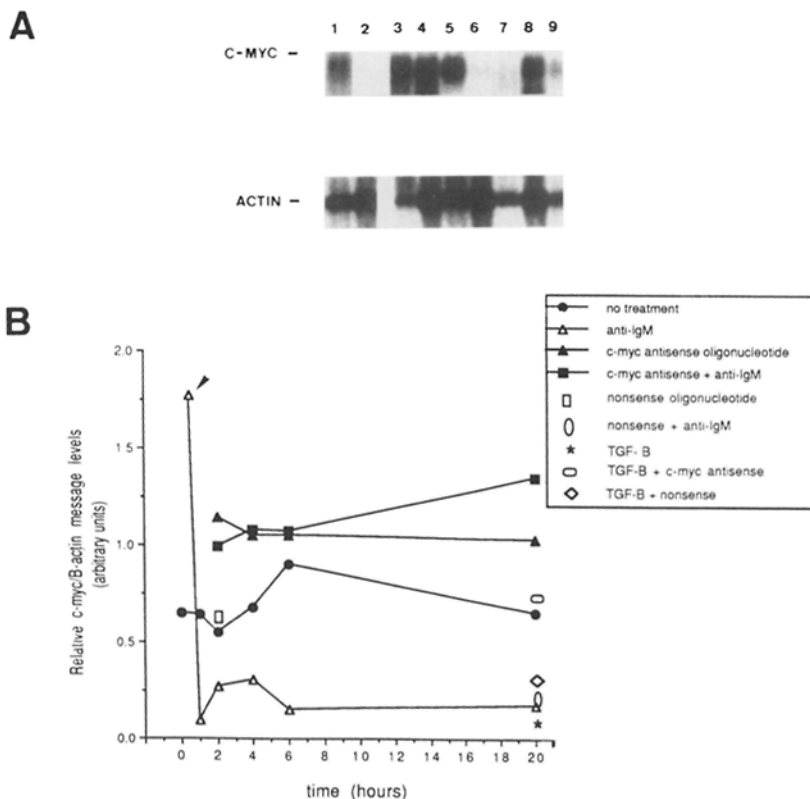 A
1 2 3 4 5 6 7 8 9
C-MYC –
ACTIN –
B
no treatment
anti-IgM
c-myc antisense oligonucleotide
c-myc antisense + anti-IgM
nonsense oligonucleotide
nonsense + anti-IgM
TGF- B
TGF-B + c-myc antisense
TGF-B + nonsense
Relative c-myc/B-actin message levels
(arbitrary units)
2.0
1.5
1.0
0.5
0.0
0 2 4 6 8 10 12 14 16 18 20
time (hours)